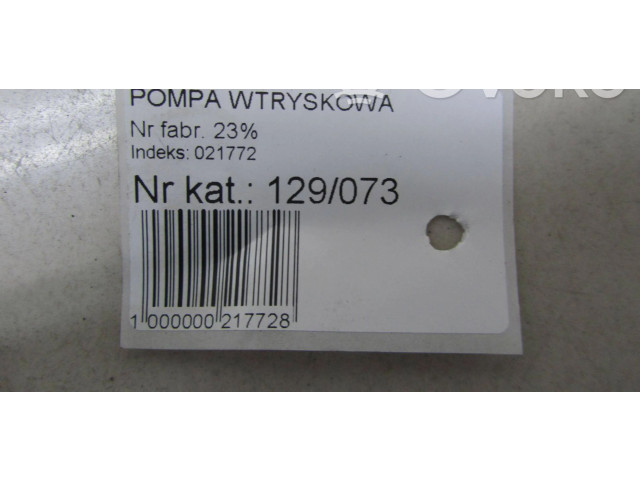 POMPA WTRYSKOWA
Nr fabr. 23%
Indeks: 021772
Nr kat.: 129/073
1 000000 217728